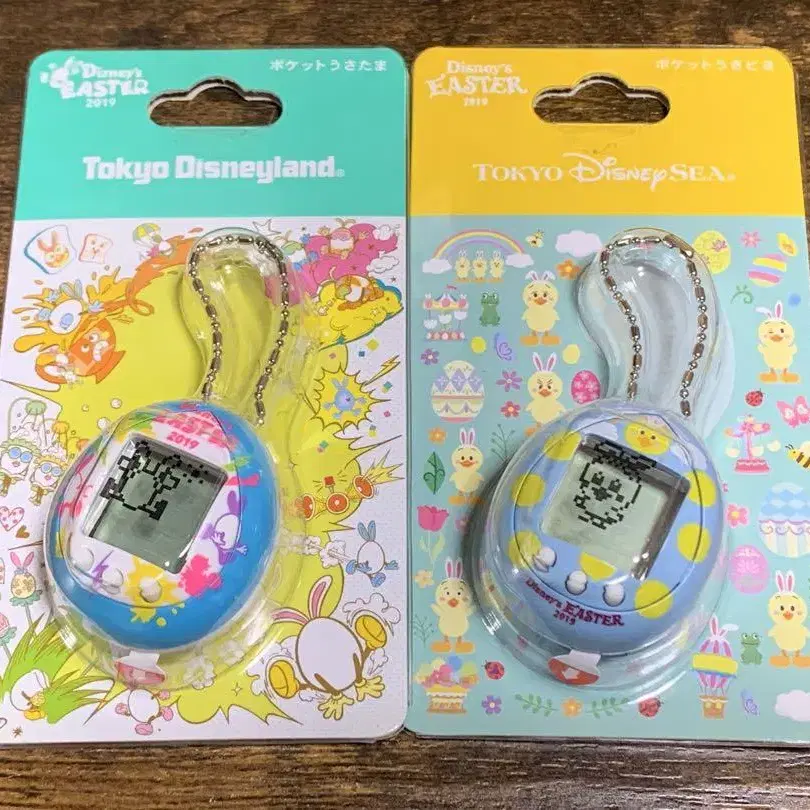 Disney's
EASTER
2019
ポケットうさたま
Tokyo Disneyland®
EASTER
2019
Disney's
EASTER
2019
ポケットうさピヨ
TOKYO DISNEYSEA®
Disney's EASTER
2019